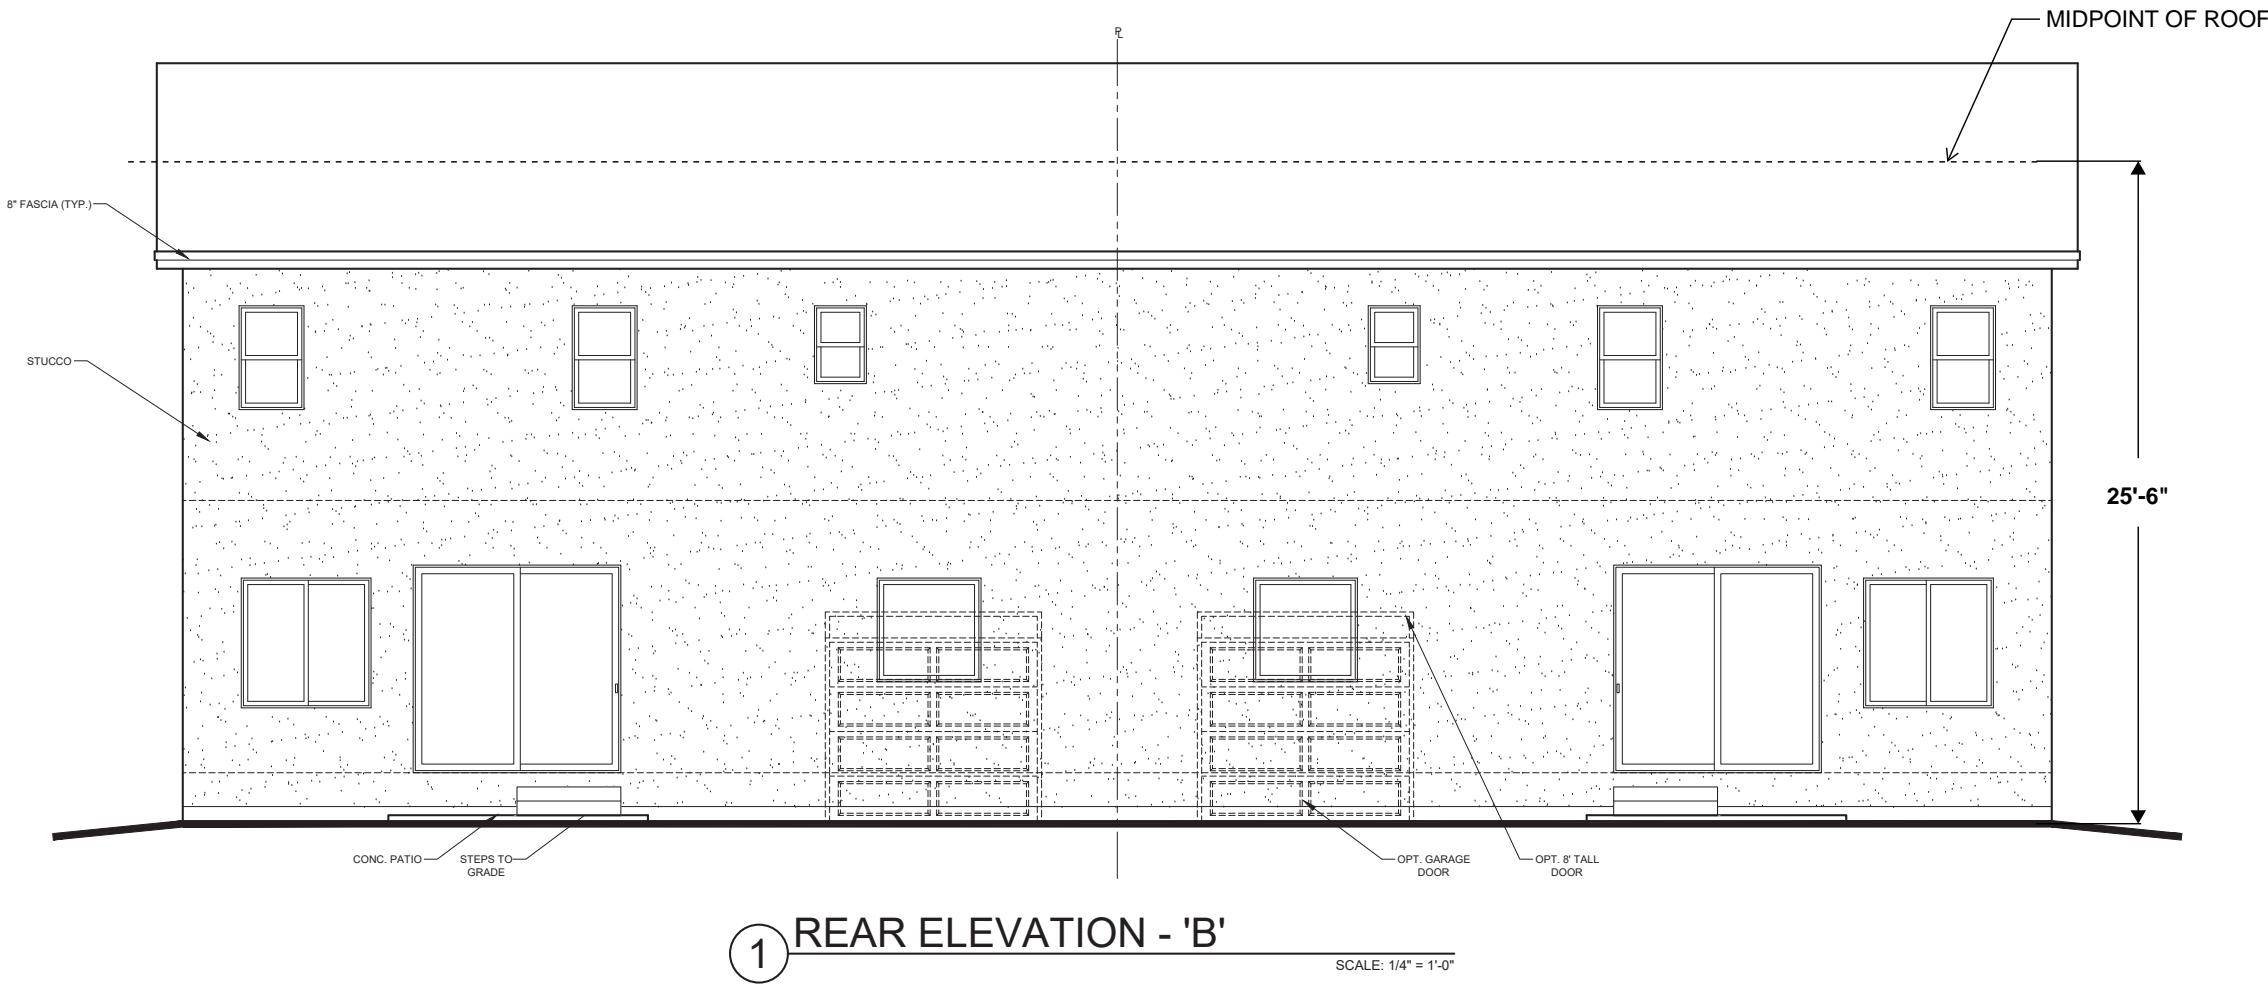 MIDPOINT OF ROOF
PL
8" FASCIA (TYP.)
STUCCO
25'-6"
CONC. PATIO
STEPS TO
GRADE
OPT. GARAGE
DOOR
OPT. 8' TALL
DOOR
1
REAR ELEVATION - 'B'
SCALE: 1/4" = 1'-0"